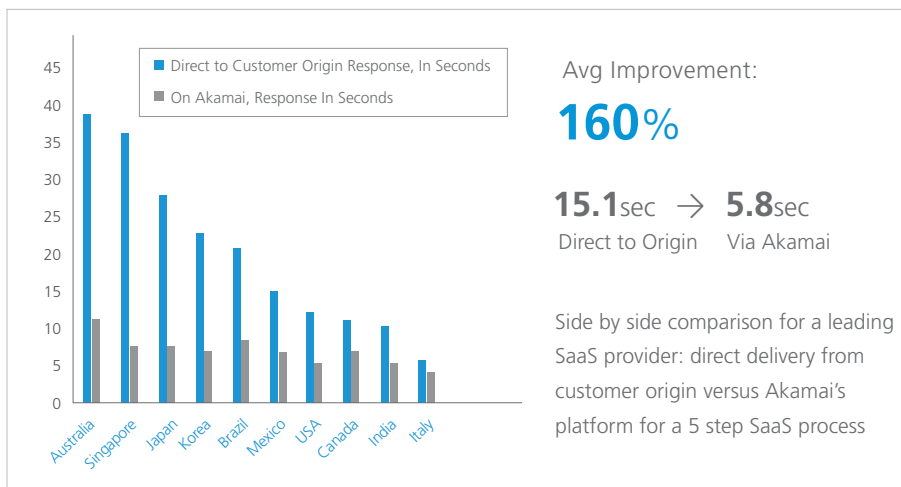 45
40
35
30
25
20
15
10
5
0
Direct to Customer Origin Response, In Seconds
On Akamai, Response In Seconds
Australia
Singapore
Japan
Korea
Brazil
Mexico
USA
Canada
India
Italy
Avg Improvement:
160%
15.1sec → 5.8sec
Direct to Origin Via Akamai
Side by side comparison for a leading
SaaS provider: direct delivery from
customer origin versus Akamai’s
platform for a 5 step SaaS process